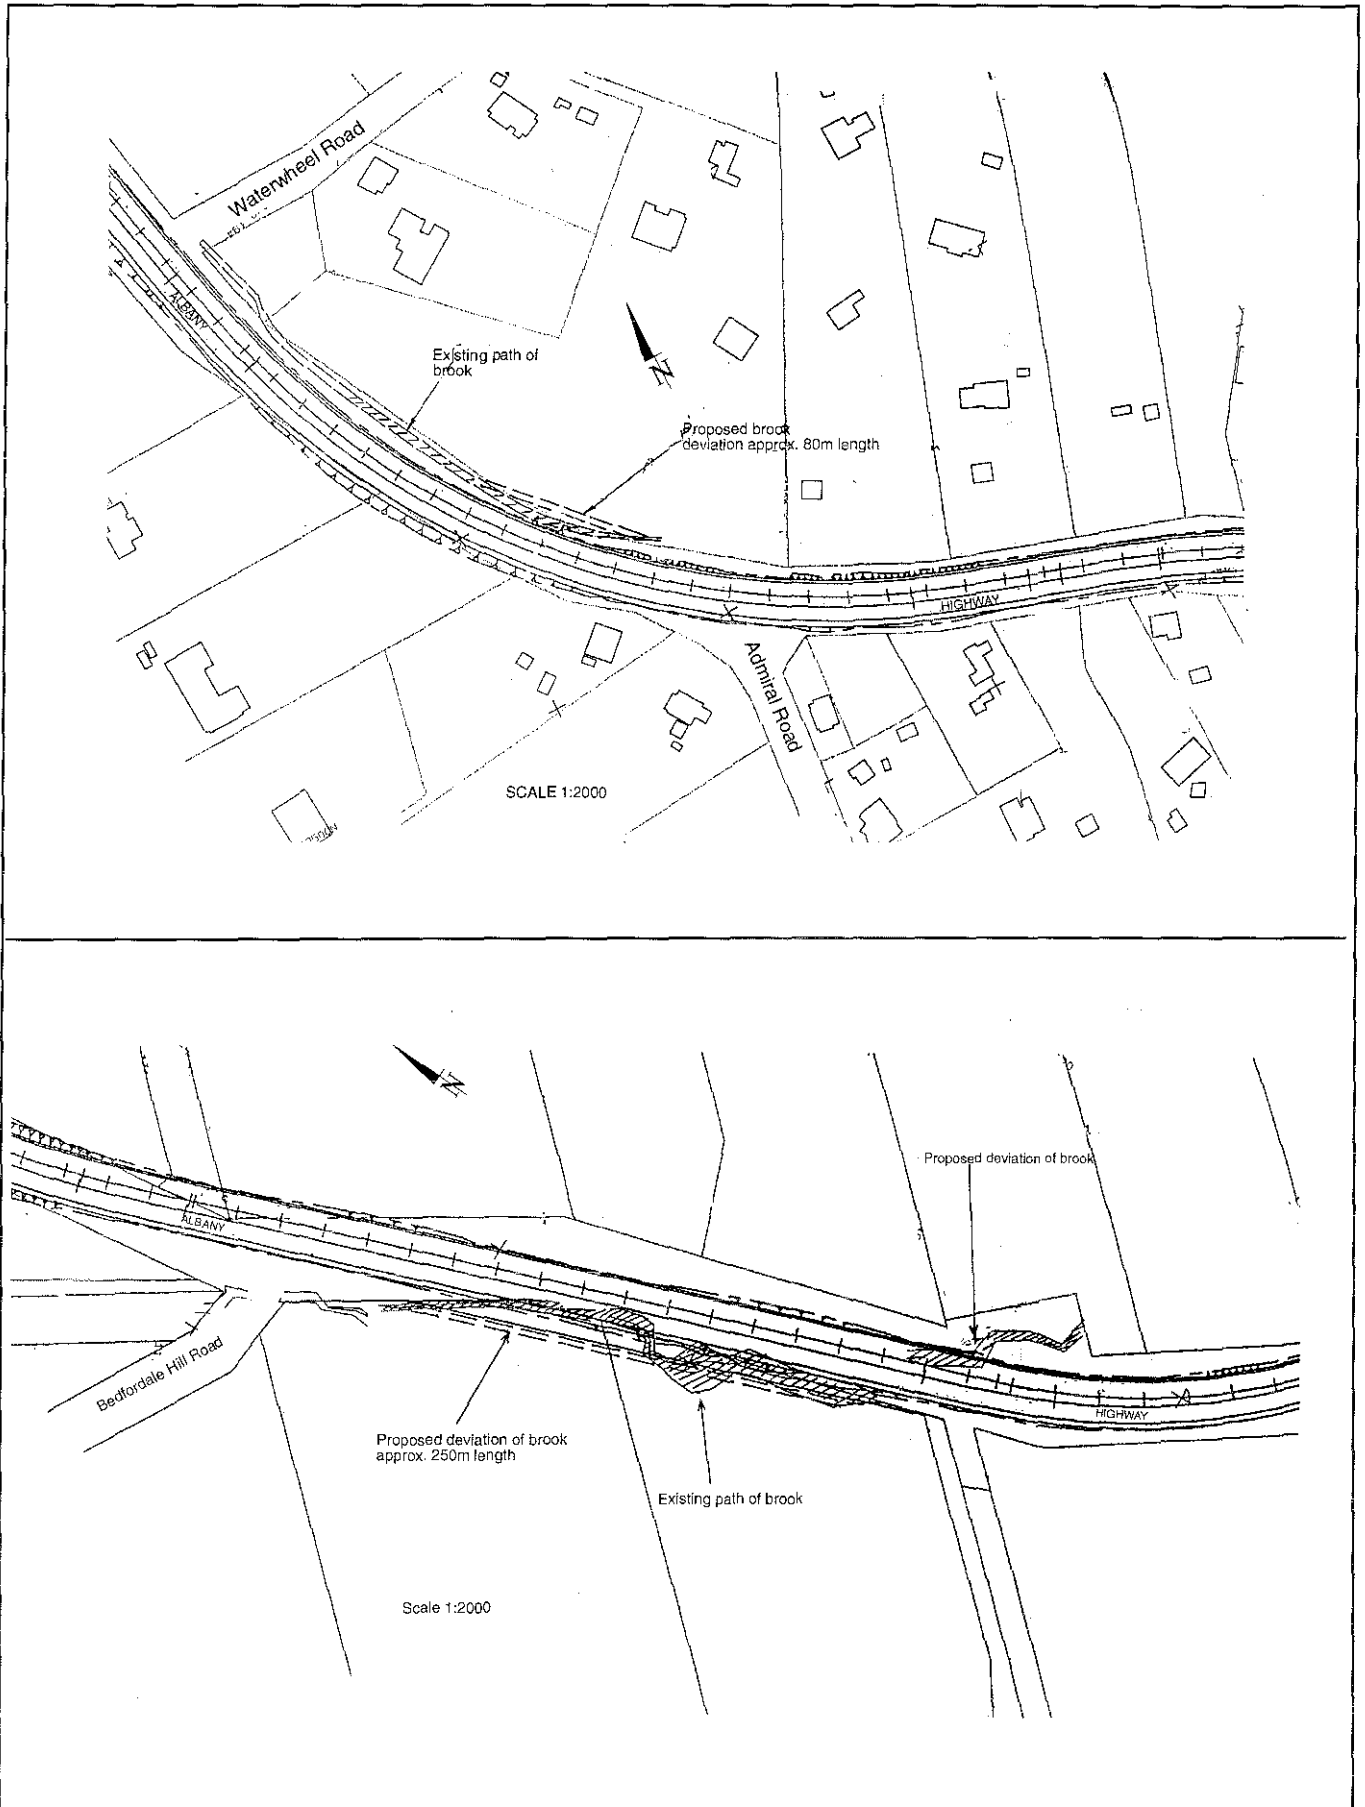 Waterwheel Road
ALBANY
Existing path of
brook
N
Proposed brook
deviation approx. 80m length
HIGHWAY
Admiral Road
SCALE 1:2000
N
Proposed deviation of brook
ALBANY
Bedfordale Hill Road
HIGHWAY
Proposed deviation of brook
approx. 250m length
Existing path of brook
Scale 1:2000